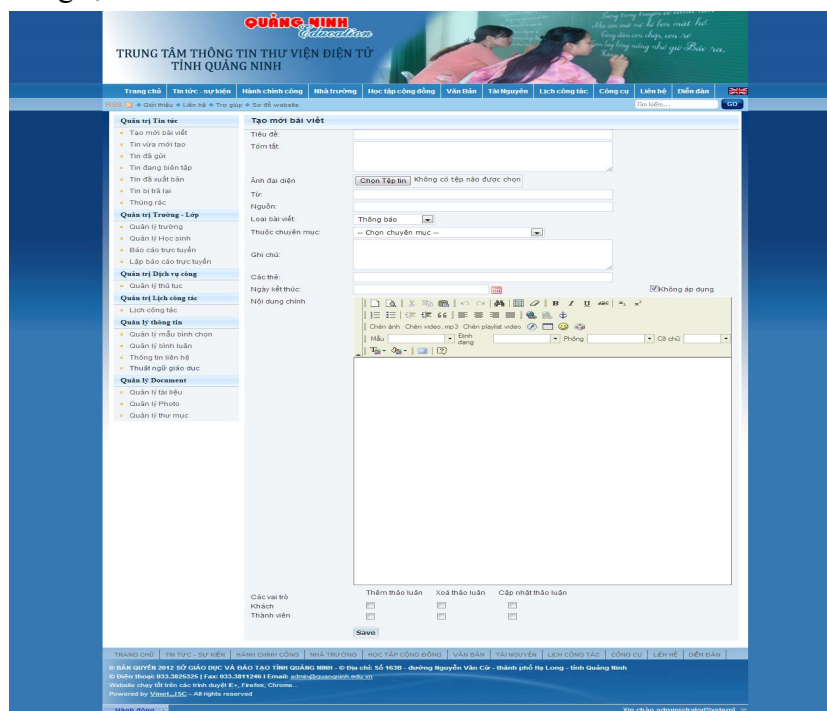 QUẢNG NINH
Education
TRUNG TÂM THÔNG TIN THƯ VIỆN ĐIỆN TỬ
TỈNH QUẢNG NINH
Trang chủ Tin tức - sự kiện Hành chính công Nhà trường Học tập cộng đồng Văn Bản Tài Nguyên Lịch công tác Công cụ Liên hệ Diễn đàn
RSS Giới thiệu Liên hệ Trợ giúp Sơ đồ website Tìm kiếm... GO
Quản trị Tin tức
Tạo mới bài viết
Tin vừa mới tạo
Tin đã gửi
Tin đang biên tập
Tin đã xuất bản
Tin bị trả lại
Thùng rác
Quản trị Trường - Lớp
Quản lý trường
Quản lý Học sinh
Báo cáo trực tuyến
Lập báo cáo trực tuyến
Quản trị Dịch vụ công
Quản lý thủ tục
Quản trị Lịch công tác
Lịch công tác
Quản lý thông tin
Quản lý mẫu bình chọn
Quản lý bình luận
Thông tin liên hệ
Thuật ngữ giáo dục
Quản lý Document
Quản lý tài liệu
Quản lý Photo
Quản lý thư mục
Tạo mới bài viết
Tiêu đề:
Tóm tắt:
Ảnh đại diện Chọn Tệp tin Không có tệp nào được chọn
Từ:
Nguồn:
Loại bài viết: Thông báo
Thuộc chuyên mục: -- Chọn chuyên mục --
Ghi chú:
Các thẻ:
Ngày kết thúc: Không áp dụng
Nội dung chính
B I U ABC x₂ x²
Chèn ảnh Chèn video, mp3 Chèn playlist video
Mẫu Định dạng Phông Cỡ chữ
Các vai trò Thêm thảo luận Xoá thảo luận Cập nhật thảo luận
Khách
Thành viên
Save
TRANG CHỦ TIN TỨC - SỰ KIỆN HÀNH CHÍNH CÔNG NHÀ TRƯỜNG HỌC TẬP CỘNG ĐỒNG VĂN BẢN TÀI NGUYÊN LỊCH CÔNG TÁC CÔNG CỤ LIÊN HỆ DIỄN ĐÀN
© BẢN QUYỀN 2012 SỞ GIÁO DỤC VÀ ĐÀO TẠO TỈNH QUẢNG NINH - © Địa chỉ: Số 163B - đường Nguyễn Văn Cừ - thành phố Hạ Long - tỉnh Quảng Ninh
© Điện thoại: 033.3825325 | Fax: 033.3811246 | Email: admin@quangninh.edu.vn
Website chạy tốt trên các trình duyệt IE+, Firefox, Chrome...
Powered by Vinet.,JSC - All rights reserved
Hành động Xin chào administrator[System]